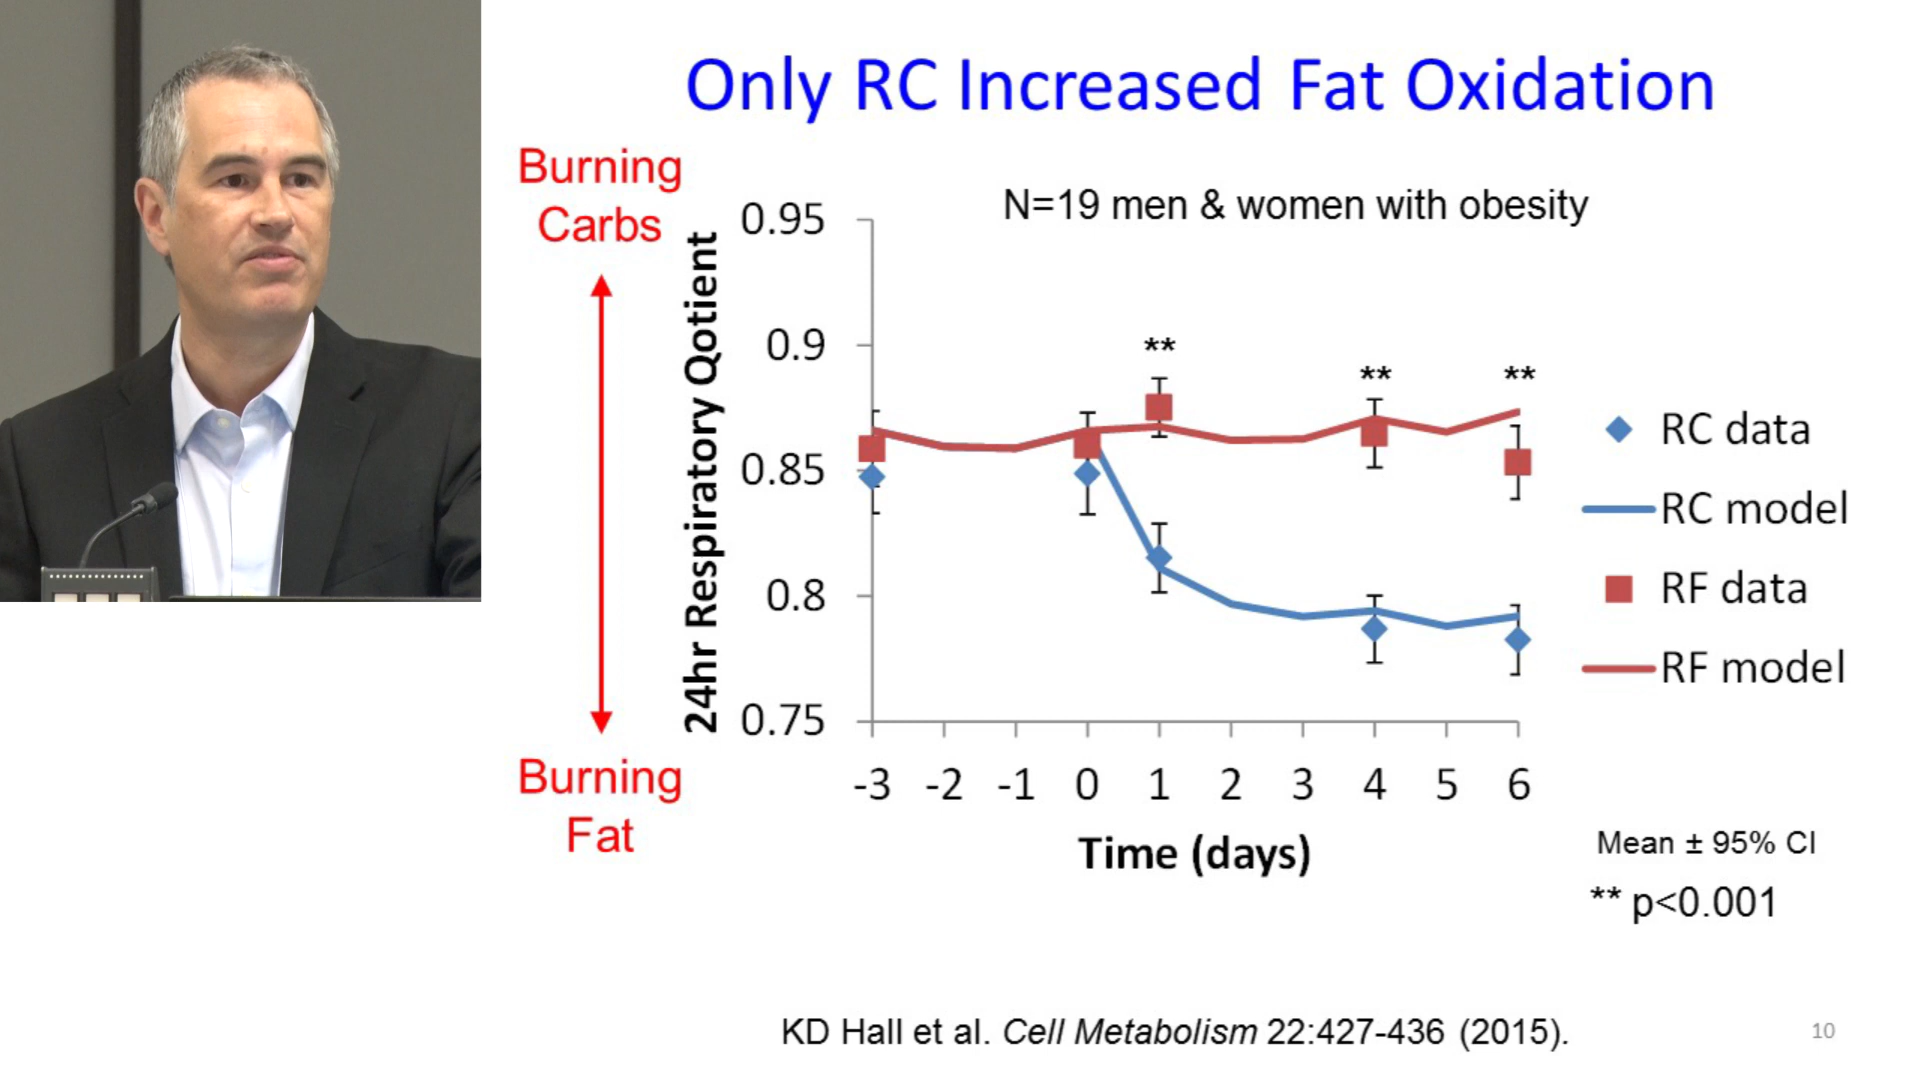 Only RC Increased Fat Oxidation
Burning
Carbs
N=19 men & women with obesity
24hr Respiratory Qotient
0.95
0.9
0.85
0.8
0.75
**
**
**
RC data
RC model
RF data
RF model
-3 -2 -1 0 1 2 3 4 5 6
Time (days)
Burning
Fat
Mean ± 95% CI
** p<0.001
KD Hall et al. Cell Metabolism 22:427-436 (2015).
10